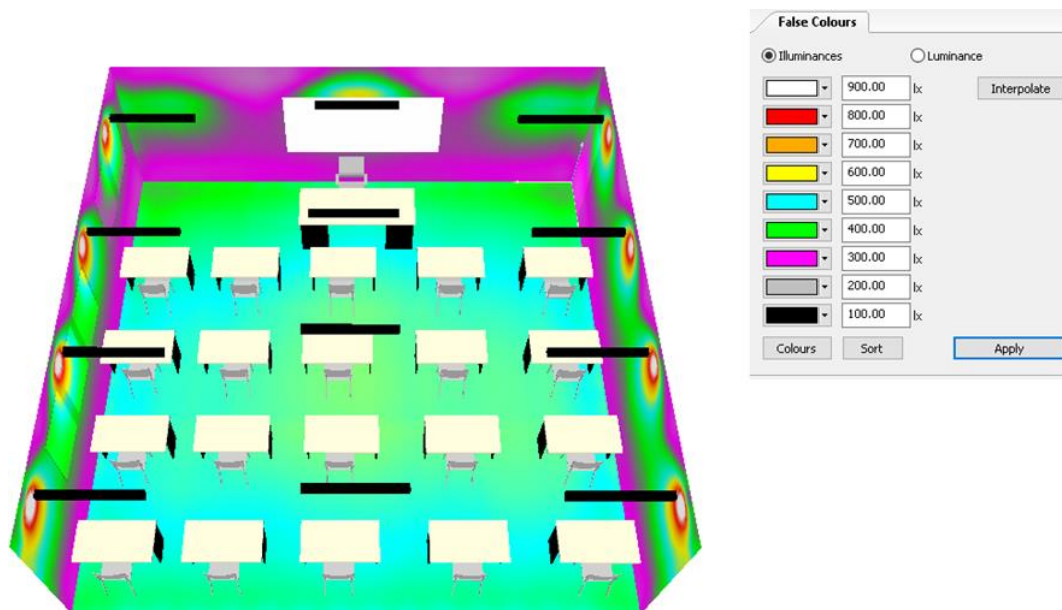 False Colours
Illuminances Luminance
900.00 lx Interpolate
800.00 lx
700.00 lx
600.00 lx
500.00 lx
400.00 lx
300.00 lx
200.00 lx
100.00 lx
Colours Sort Apply